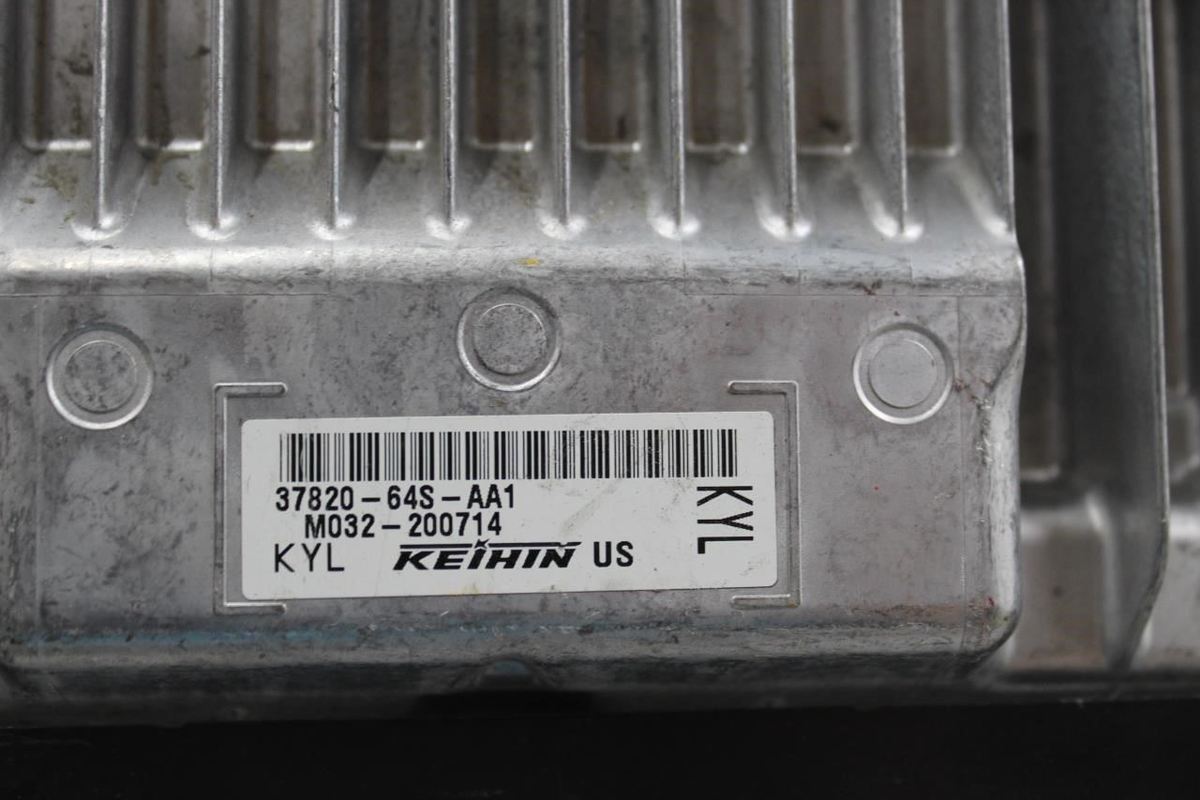 37820-64S-AA1
M032-200714
KYL KEIHIN US
KYL